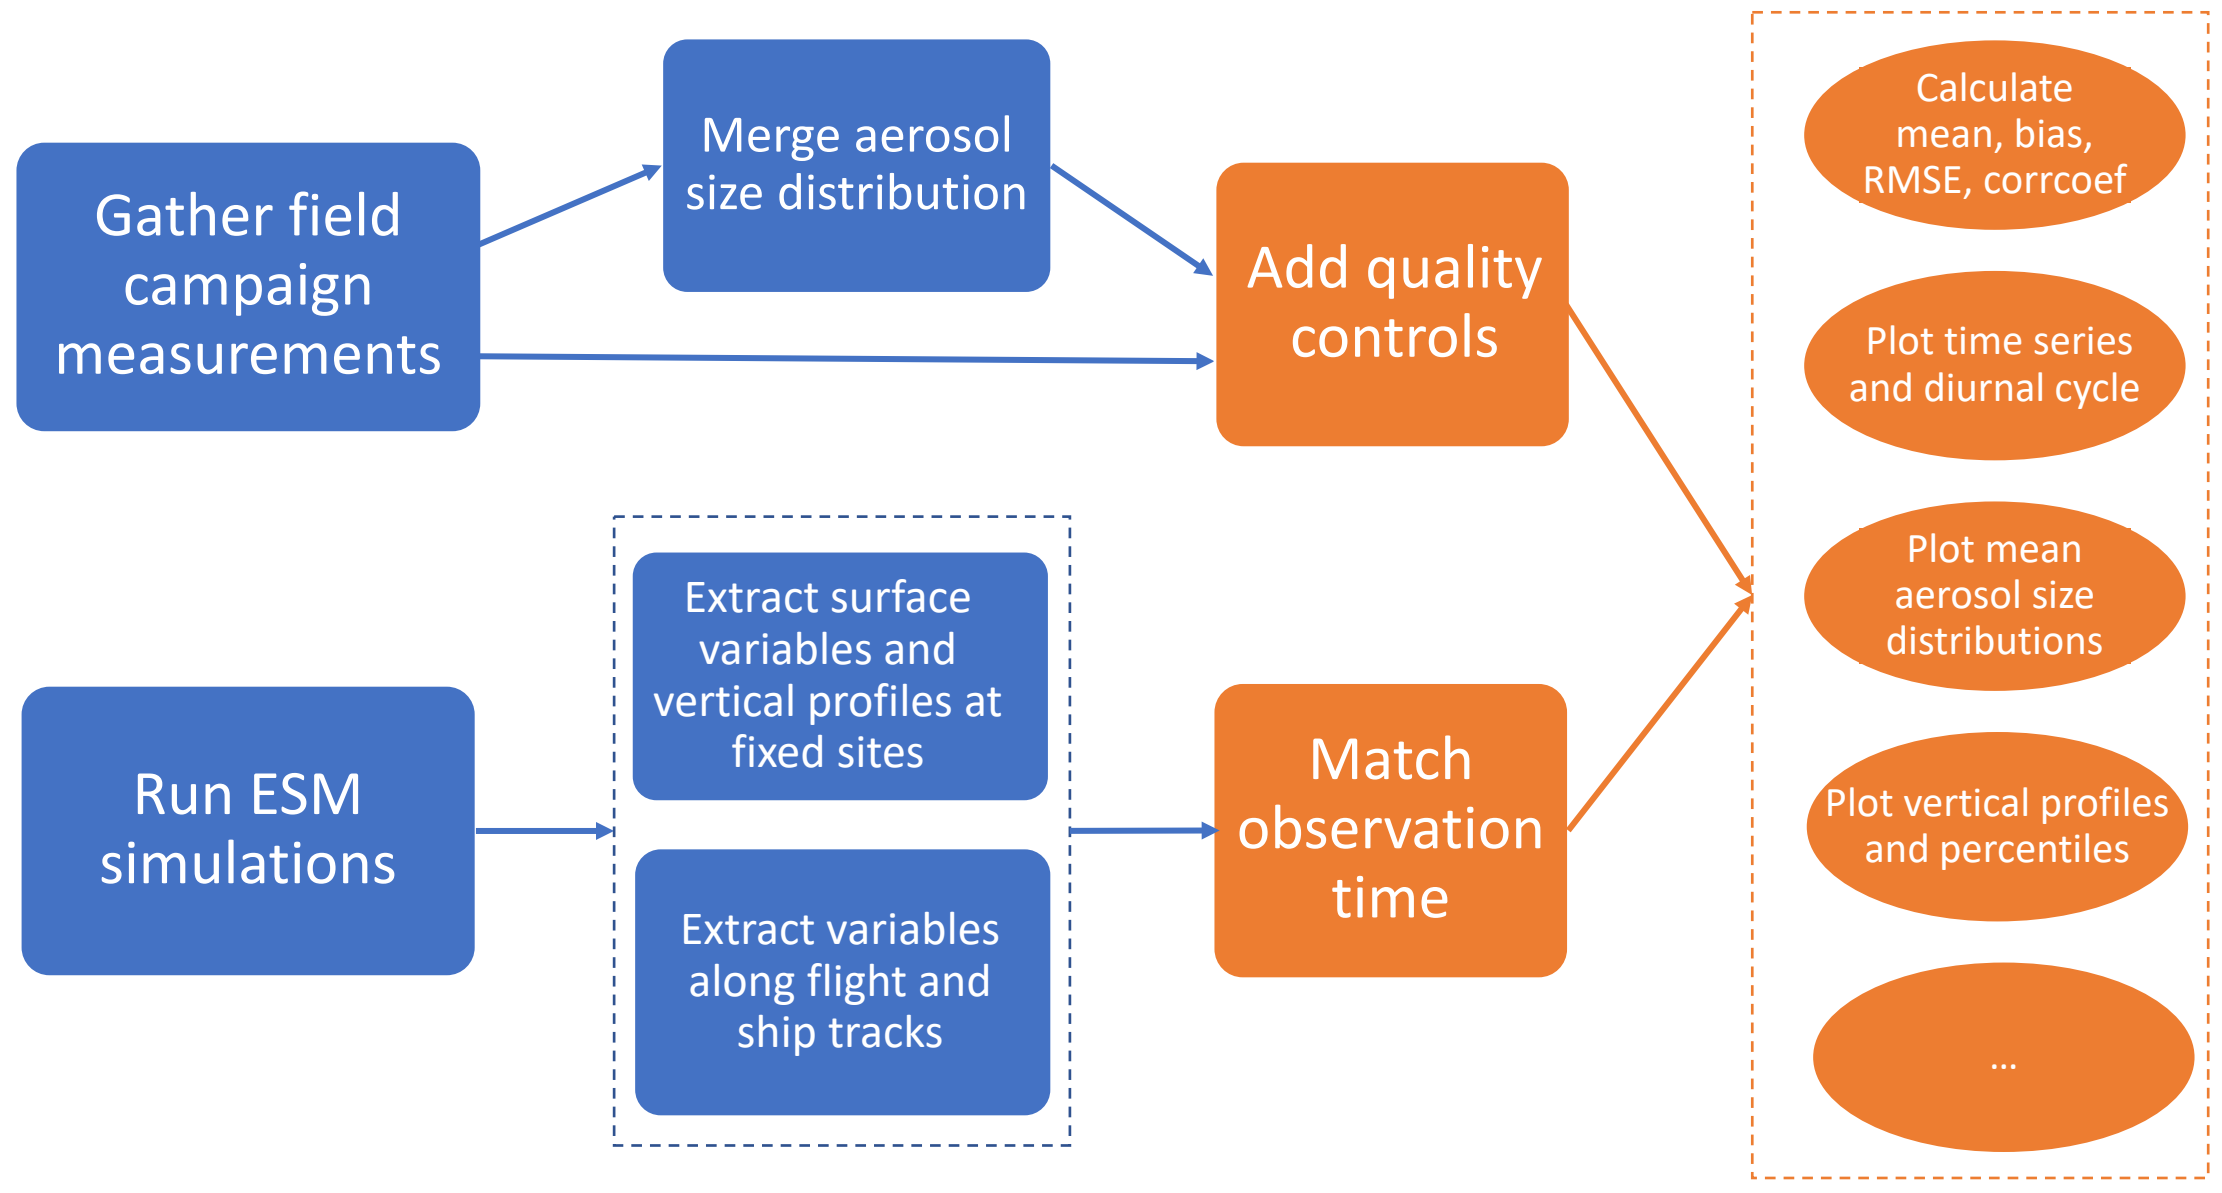 Gather field
campaign
measurements
Merge aerosol
size distribution
Add quality
controls
Run ESM
simulations
Extract surface
variables and
vertical profiles at
fixed sites
Extract variables
along flight and
ship tracks
Match
observation
time
Calculate
mean, bias,
RMSE, corrcoef
Plot time series
and diurnal cycle
Plot mean
aerosol size
distributions
Plot vertical profiles
and percentiles
...